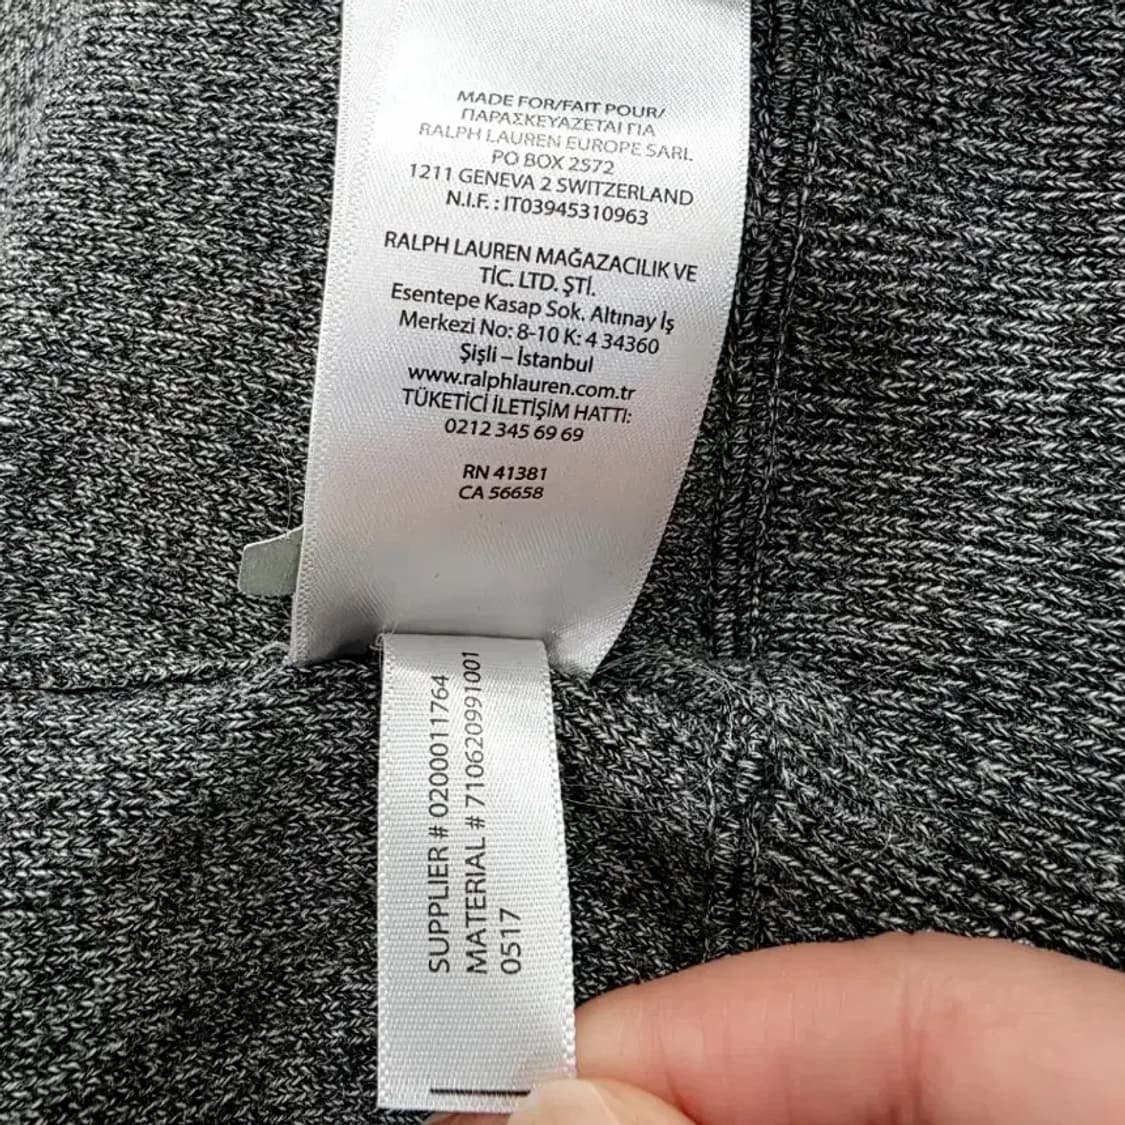 MADE FOR/FAIT POUR/
ΠΑΡΑΣΚΕΥΑΖΕΤΑΙ ΓΙΑ
RALPH LAUREN EUROPE SARL
PO BOX 2572
1211 GENEVA 2 SWITZERLAND
N.I.F. : IT03945310963
RALPH LAUREN MAĞAZACILIK VE
TİC. LTD. ŞTİ.
Esentepe Kasap Sok. Altınay İş
Merkezi No: 8-10 K: 4 34360
Şişli – İstanbul
www.ralphlauren.com.tr
TÜKETİCİ İLETİŞİM HATTI:
0212 345 69 69
RN 41381
CA 56658
SUPPLIER # 0200011764
MATERIAL # 710620991001
0517